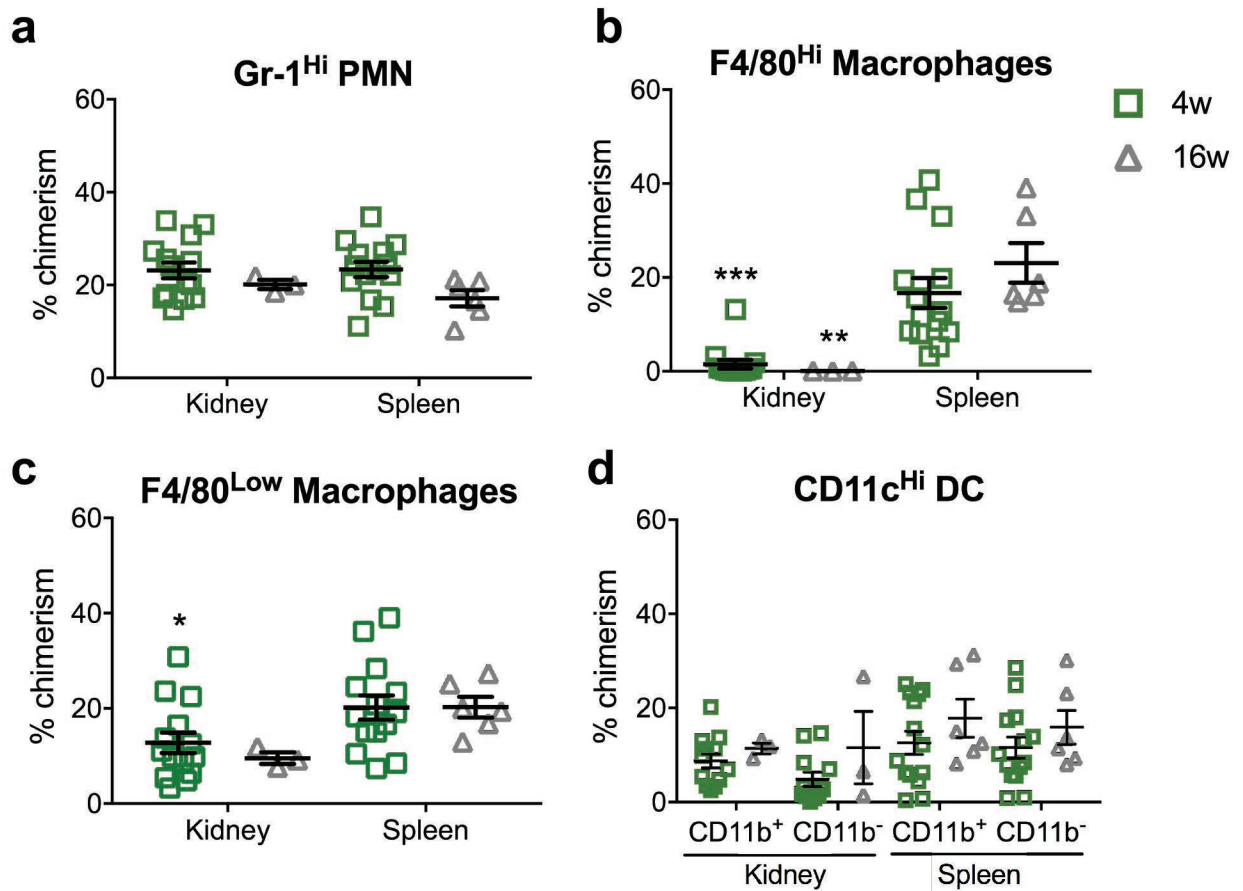 a
Gr-1Hi PMN
60
40
20
0
% chimerism
Kidney Spleen
b
F4/80Hi Macrophages
60
40
20
0
% chimerism
***
**
Kidney Spleen
4w
16w
c
F4/80Low Macrophages
60
40
20
0
% chimerism
*
Kidney Spleen
d
CD11cHi DC
60
40
20
0
% chimerism
CD11b+ CD11b- CD11b+ CD11b-
Kidney Spleen